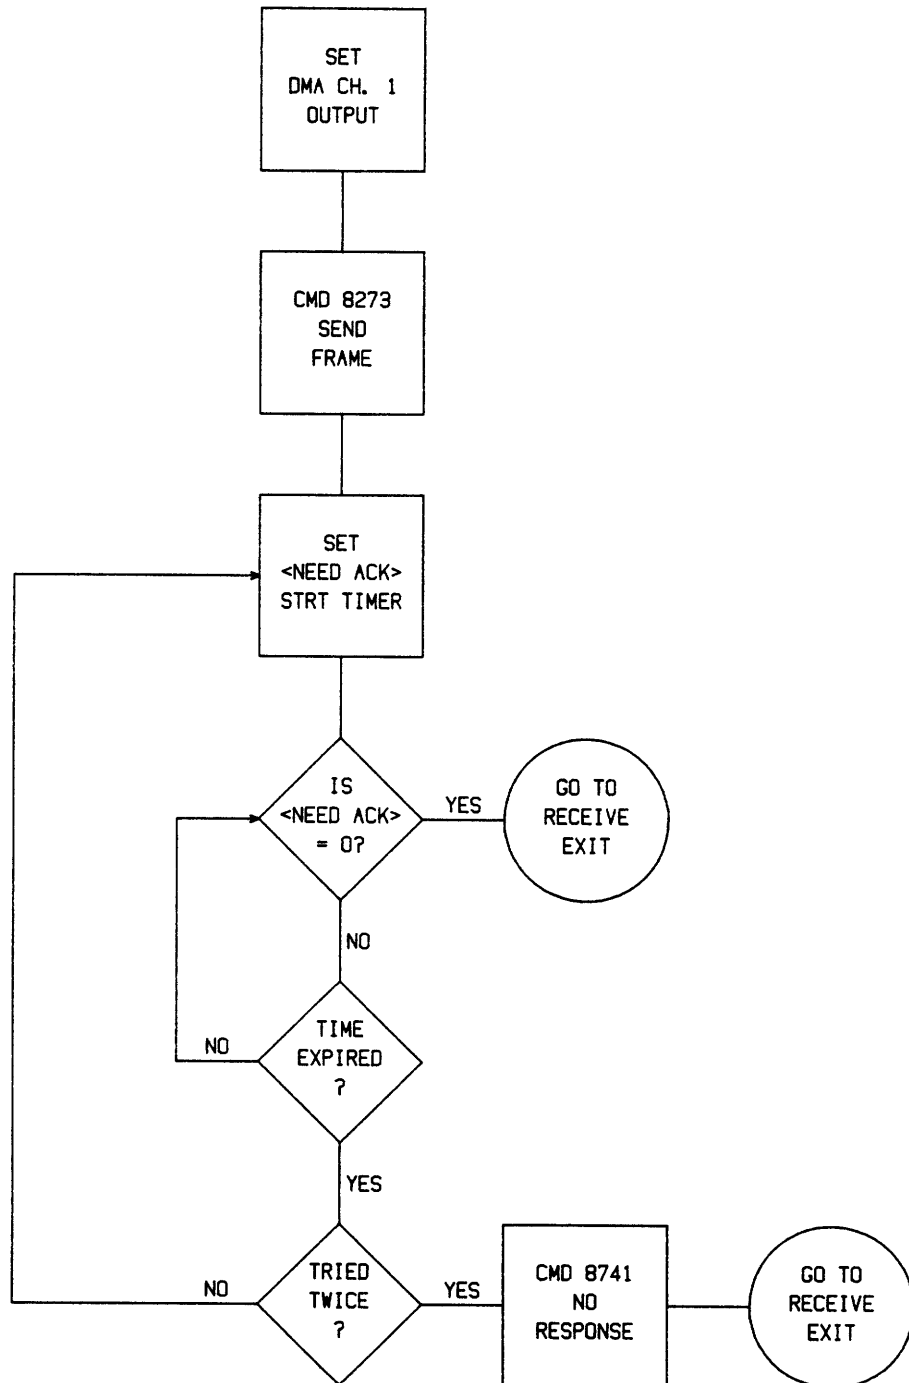 SET
DMA CH. 1
OUTPUT
CMD 8273
SEND
FRAME
SET
<NEED ACK>
STRT TIMER
IS
<NEED ACK>
= 0?
YES
GO TO
RECEIVE
EXIT
NO
TIME
EXPIRED
?
NO
YES
TRIED
TWICE
?
NO
YES
CMD 8741
NO
RESPONSE
GO TO
RECEIVE
EXIT